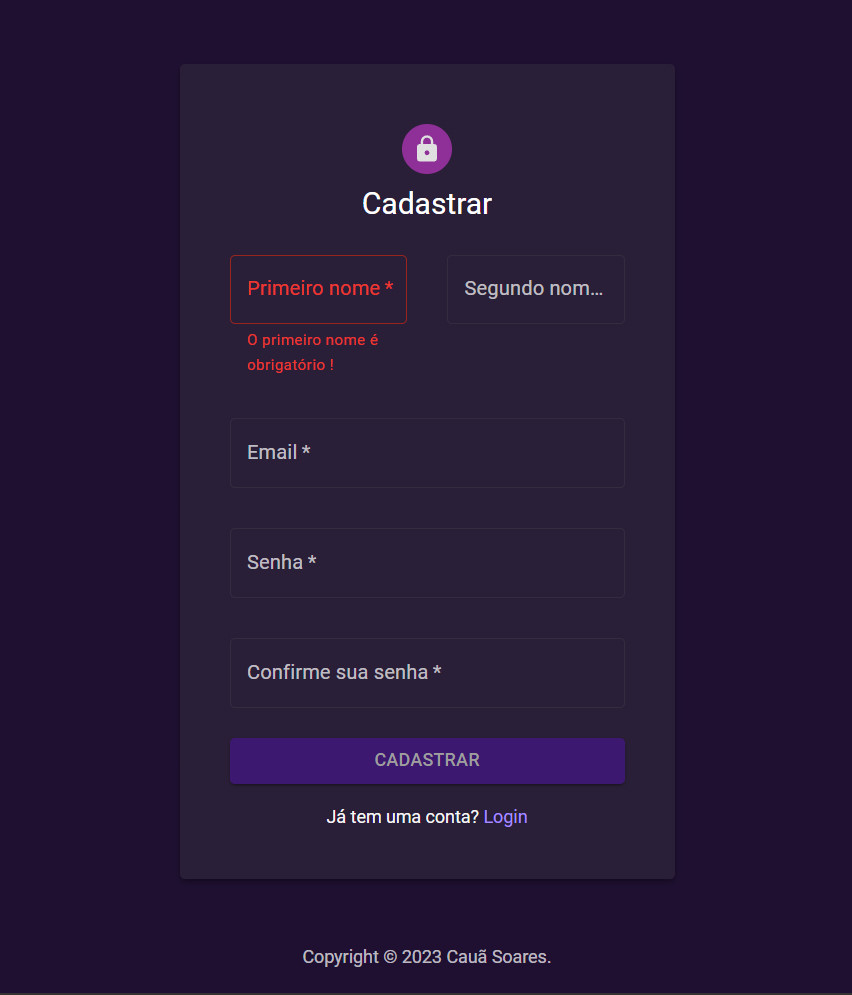 Cadastrar
Primeiro nome * Segundo nom...
O primeiro nome é
obrigatório !
Email *
Senha *
Confirme sua senha *
CADASTRAR
Já tem uma conta? Login
Copyright © 2023 Cauã Soares.